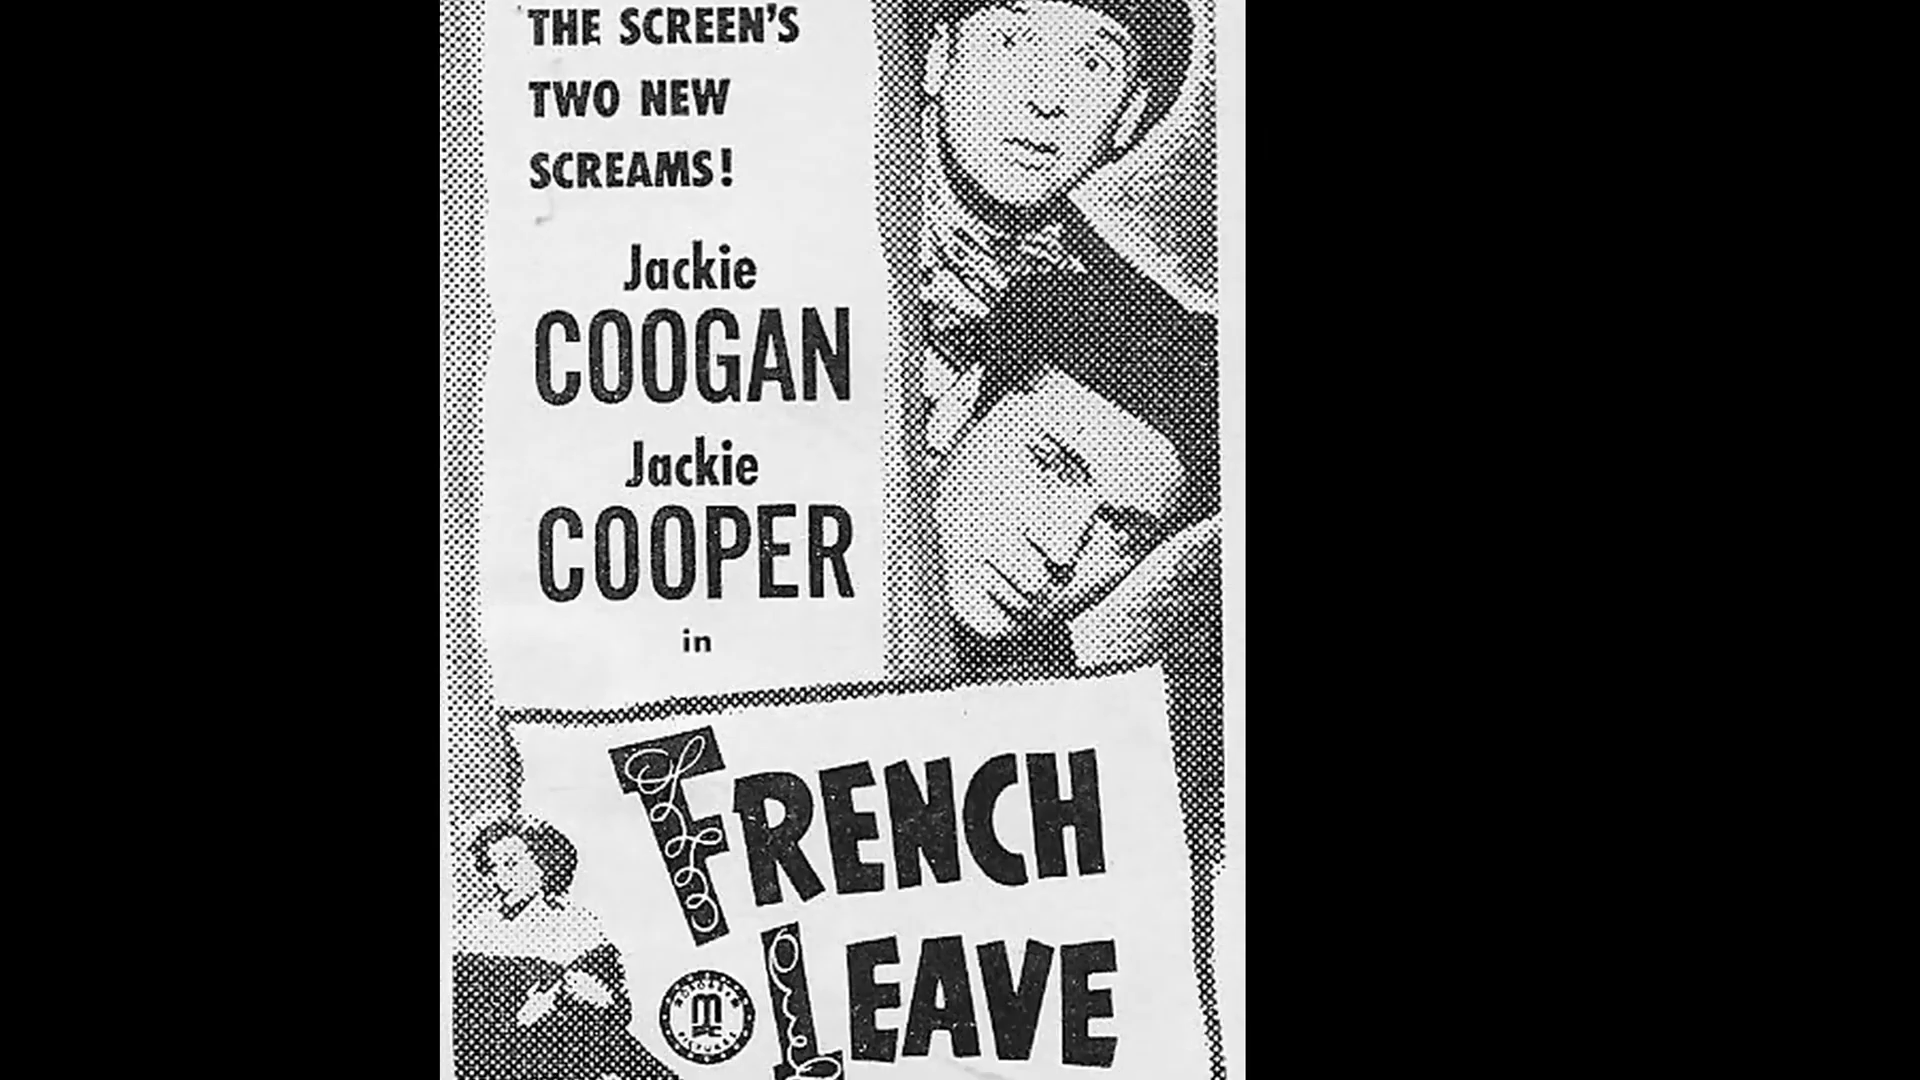 THE SCREEN'S
TWO NEW
SCREAMS!
Jackie
COOGAN
Jackie
COOPER
in
FRENCH
LEAVE